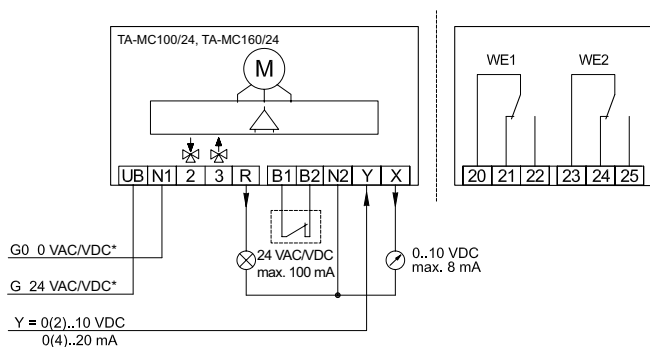 TA-MC100/24, TA-MC160/24
M
WE1 WE2
UB N1 2 3 R B1 B2 N2 Y X
20 21 22 23 24 25
G0 0 VAC/VDC*
24 VAC/VDC
max. 100 mA
0..10 VDC
max. 8 mA
G 24 VAC/VDC*
Y = 0(2)..10 VDC
0(4)..20 mA